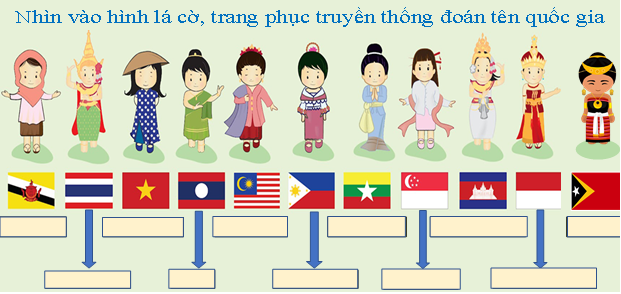 Nhìn vào hình lá cờ, trang phục truyền thống đoán tên quốc gia